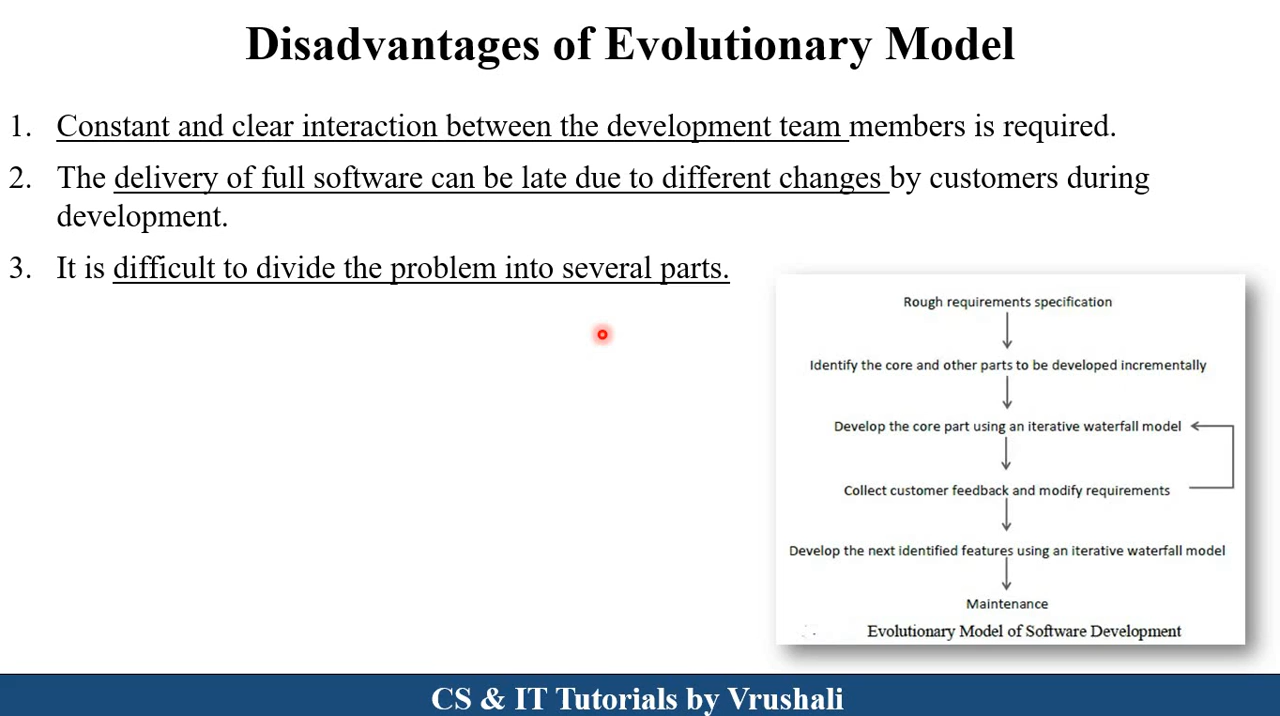 Disadvantages of Evolutionary Model
1. Constant and clear interaction between the development team members is required.
2. The delivery of full software can be late due to different changes by customers during
development.
3. It is difficult to divide the problem into several parts.
Rough requirements specification
Identify the core and other parts to be developed incrementally
Develop the core part using an iterative waterfall model
Collect customer feedback and modify requirements
Develop the next identified features using an iterative waterfall model
Maintenance
Evolutionary Model of Software Development
CS & IT Tutorials by Vrushali